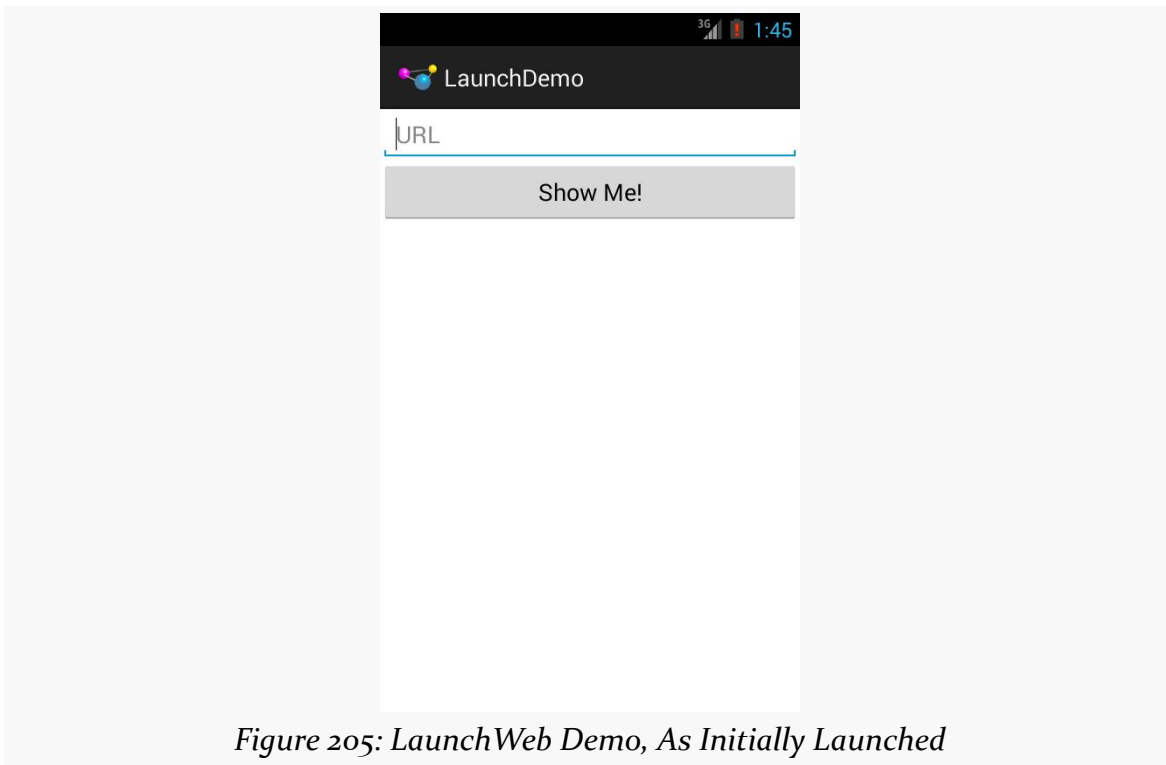 3G 1:45
LaunchDemo
URL
Show Me!
Figure 205: LaunchWeb Demo, As Initially Launched